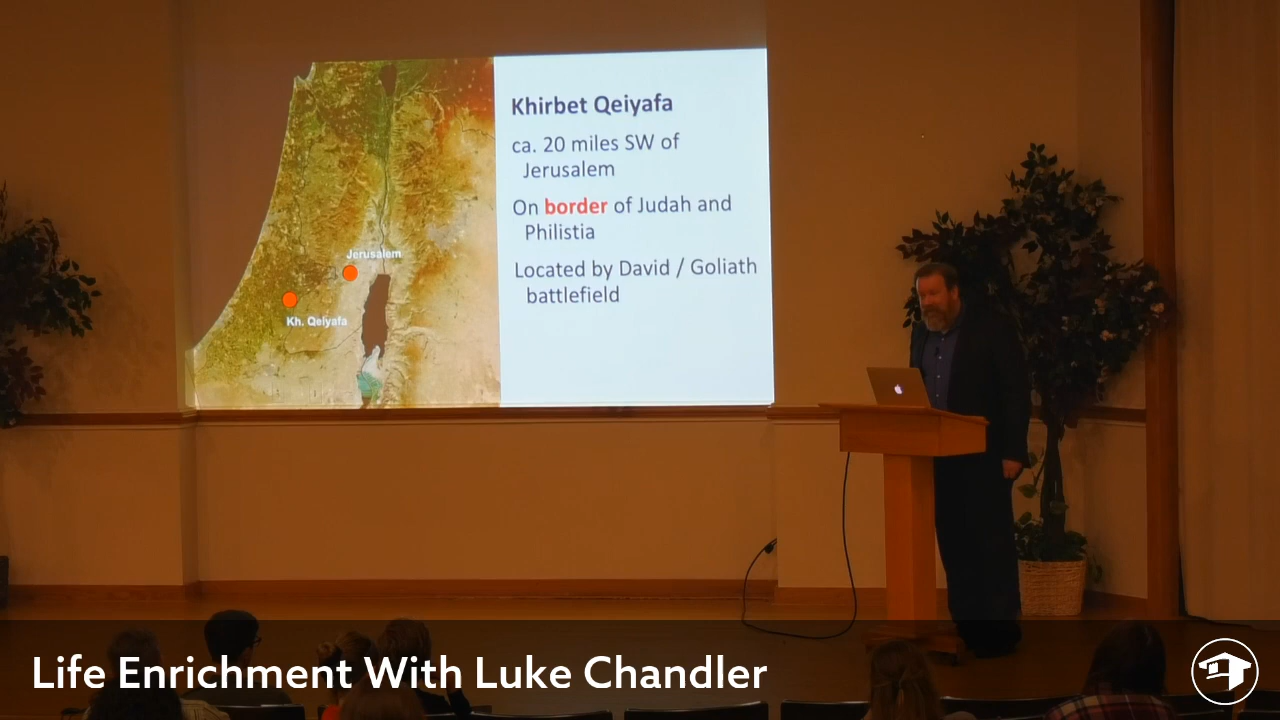 Khirbet Qeiyafa
ca. 20 miles SW of
Jerusalem
On border of Judah and
Philistia
Located by David / Goliath
battlefield
Jerusalem
Kh. Qeiyafa
Life Enrichment With Luke Chandler